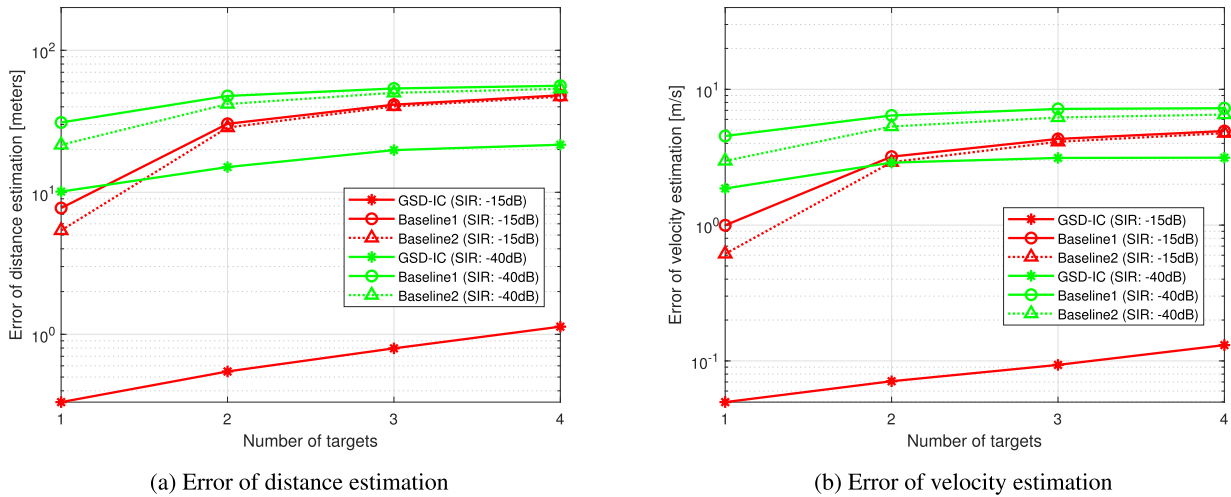 Error of distance estimation [meters]
10^2
10^1
10^0
1
2
3
4
Number of targets
GSD-IC (SIR: -15dB)
Baseline1 (SIR: -15dB)
Baseline2 (SIR: -15dB)
GSD-IC (SIR: -40dB)
Baseline1 (SIR: -40dB)
Baseline2 (SIR: -40dB)
(a) Error of distance estimation
Error of velocity estimation [m/s]
10^1
10^0
10^-1
1
2
3
4
Number of targets
GSD-IC (SIR: -15dB)
Baseline1 (SIR: -15dB)
Baseline2 (SIR: -15dB)
GSD-IC (SIR: -40dB)
Baseline1 (SIR: -40dB)
Baseline2 (SIR: -40dB)
(b) Error of velocity estimation